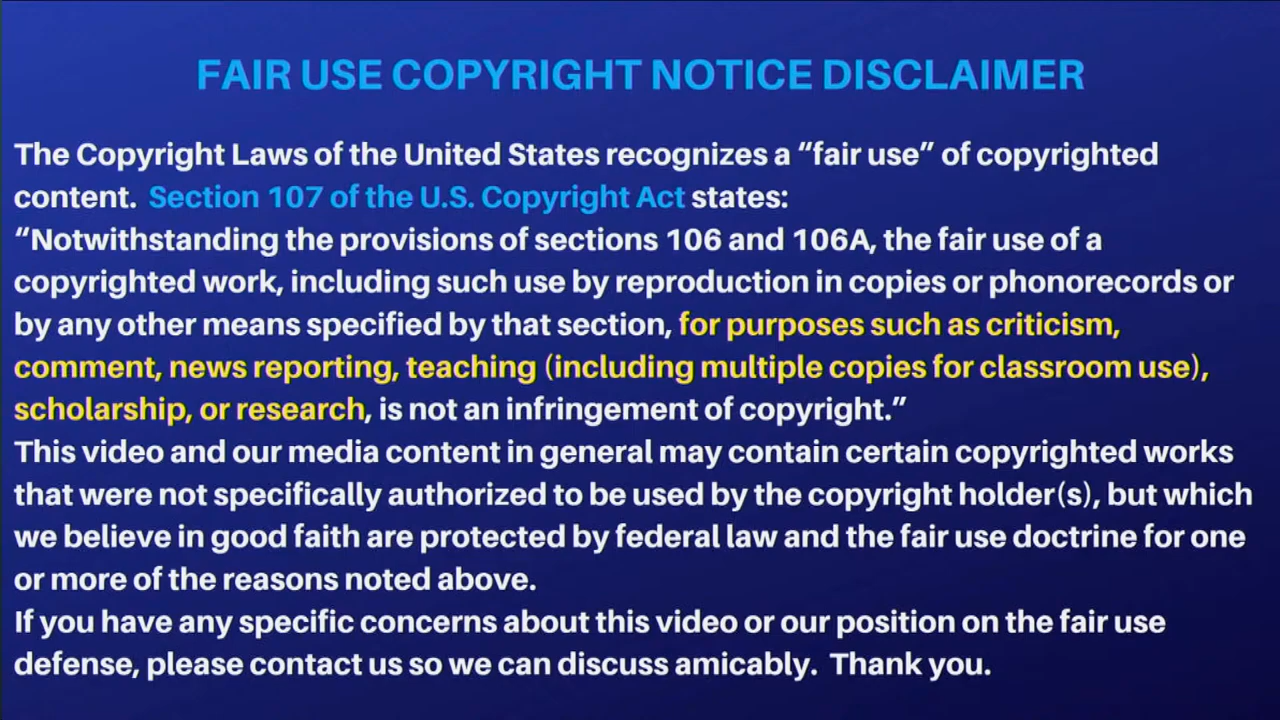 FAIR USE COPYRIGHT NOTICE DISCLAIMER
The Copyright Laws of the United States recognizes a “fair use” of copyrighted
content.  Section 107 of the U.S. Copyright Act states:
“Notwithstanding the provisions of sections 106 and 106A, the fair use of a
copyrighted work, including such use by reproduction in copies or phonorecords or
by any other means specified by that section, for purposes such as criticism,
comment, news reporting, teaching (including multiple copies for classroom use),
scholarship, or research, is not an infringement of copyright.”
This video and our media content in general may contain certain copyrighted works
that were not specifically authorized to be used by the copyright holder(s), but which
we believe in good faith are protected by federal law and the fair use doctrine for one
or more of the reasons noted above.
If you have any specific concerns about this video or our position on the fair use
defense, please contact us so we can discuss amicably.  Thank you.